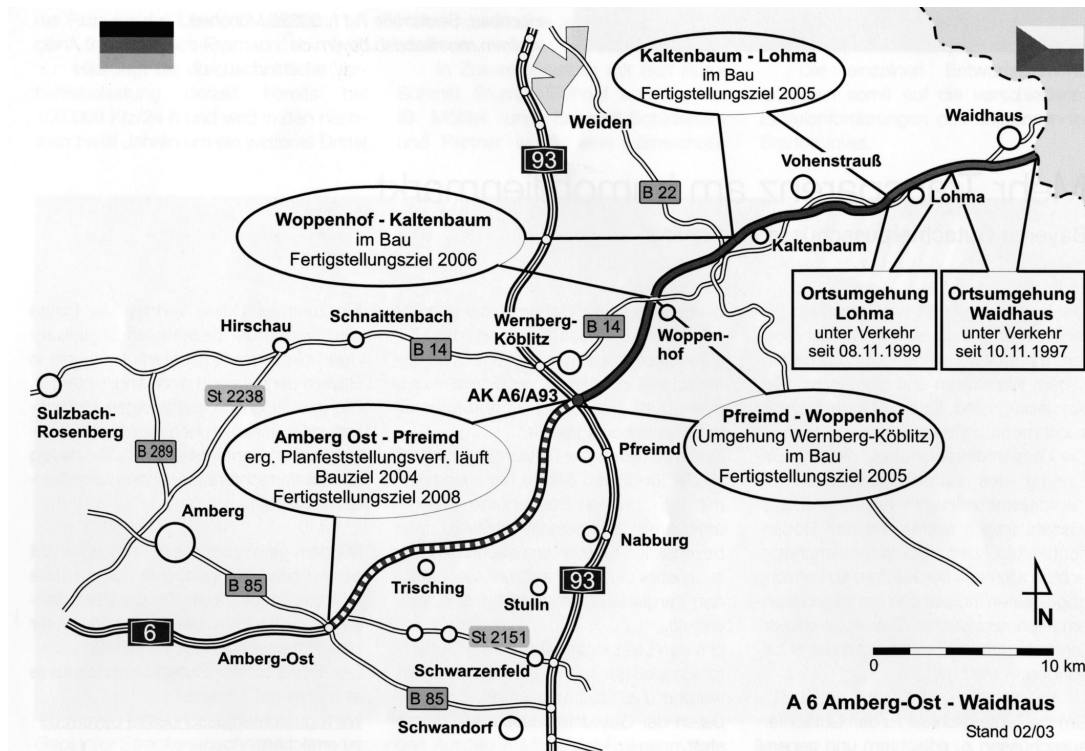 Kaltenbaum - Lohma
im Bau
Fertigstellungsziel 2005
Weiden
93
B 22
Vohenstrauß
Waidhaus
Lohma
Kaltenbaum
Woppenhof - Kaltenbaum
im Bau
Fertigstellungsziel 2006
Ortsumgehung
Lohma
unter Verkehr
seit 08.11.1999
Ortsumgehung
Waidhaus
unter Verkehr
seit 10.11.1997
Hirschau
Schnaittenbach
B 14
Wernberg-
Köblitz
B 14
Woppen-
hof
Sulzbach-
Rosenberg
St 2238
B 289
AK A6/A93
Amberg Ost - Pfreimd
erg. Planfeststellungsverf. läuft
Bauziel 2004
Fertigstellungsziel 2008
Pfreimd - Woppenhof
(Umgehung Wernberg-Köblitz)
im Bau
Fertigstellungsziel 2005
Pfreimd
Amberg
Nabburg
B 85
Trisching
93
Stulln
6
Amberg-Ost
St 2151
Schwarzenfeld
B 85
Schwandorf
N
0
10 km
A 6 Amberg-Ost - Waidhaus
Stand 02/03